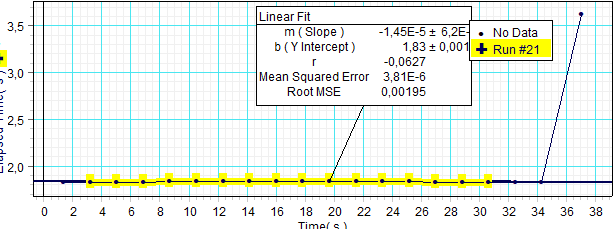 Linear Fit
m ( Slope ) -1,45E-5 ± 6,2E-
b ( Y Intercept ) 1,83 ± 0,001
r -0,0627
Mean Squared Error 3,81E-6
Root MSE 0,00195
No Data
Run #21
3,5
3,0
2,5
2,0
0 2 4 6 8 10 12 14 16 18 20 22 24 26 28 30 32 34 36 38
Time( s )